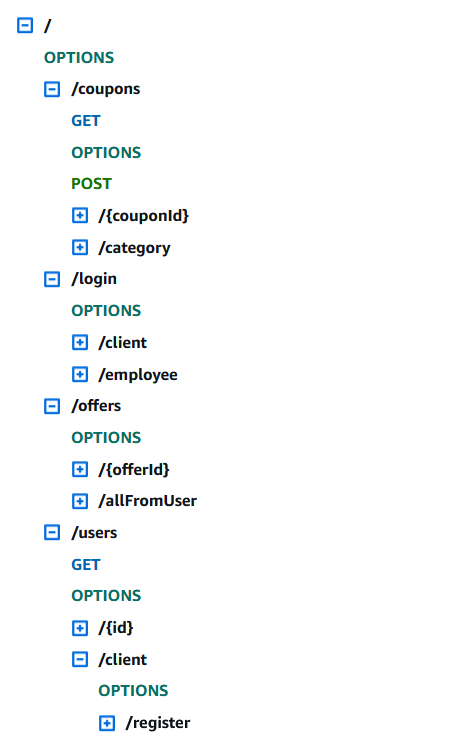 /
OPTIONS
/coupons
GET
OPTIONS
POST
/{couponId}
/category
/login
OPTIONS
/client
/employee
/offers
OPTIONS
/{offerId}
/allFromUser
/users
GET
OPTIONS
/{id}
/client
OPTIONS
/register